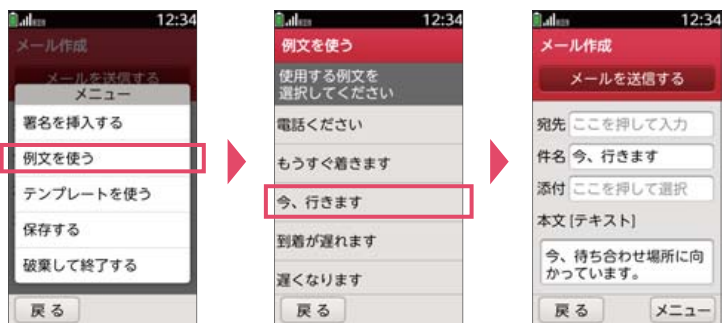 12:34
メール作成
メールを送信する
メニュー
署名を挿入する
例文を使う
テンプレートを使う
保存する
破棄して終了する
戻る
12:34
例文を使う
使用する例文を
選択してください
電話ください
もうすぐ着きます
今、行きます
到着が遅れます
遅くなります
戻る
12:34
メール作成
メールを送信する
宛先 ここを押して入力
件名 今、行きます
添付 ここを押して選択
本文 [テキスト]
今、待ち合わせ場所に向
かっています。
戻る メニュー